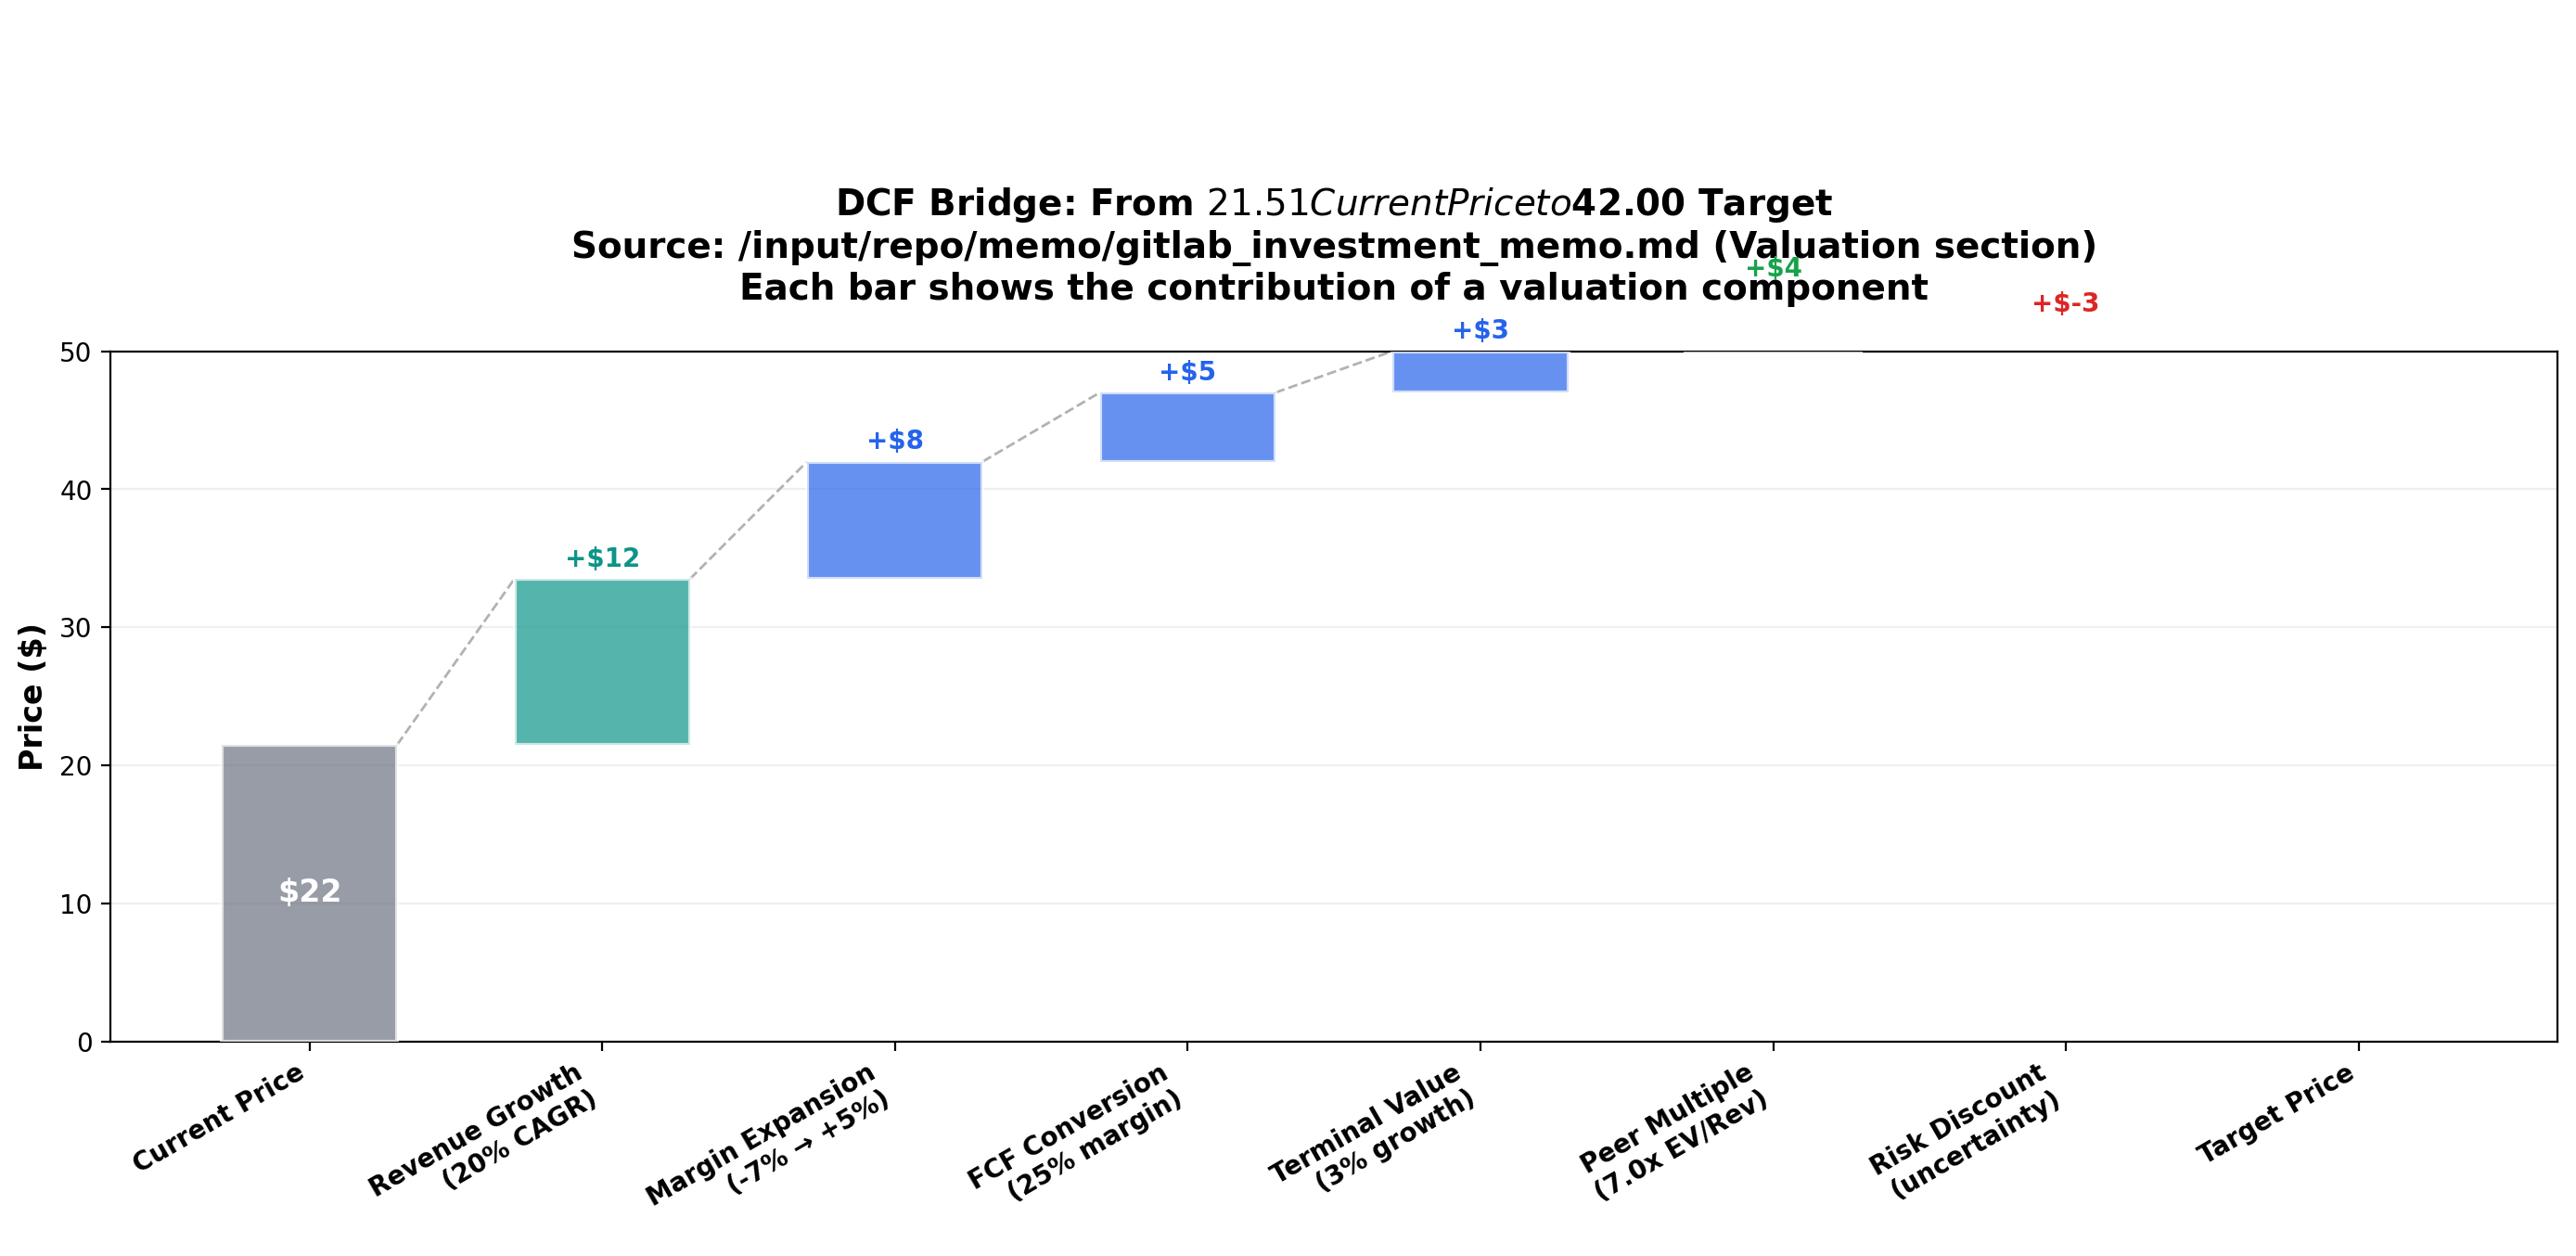 DCF Bridge: From 21.51CurrentPriceto42.00 Target
Source: /input/repo/memo/gitlab_investment_memo.md (Valuation section)
+$4
Each bar shows the contribution of a valuation component
+$-3
+$3
+$5
+$8
+$12
$22
Price ($)
50
40
30
20
10
0
Current Price
Revenue Growth
(20% CAGR)
Margin Expansion
(-7% → +5%)
FCF Conversion
(25% margin)
Terminal Value
(3% growth)
Peer Multiple
(7.0x EV/Rev)
Risk Discount
(uncertainty)
Target Price